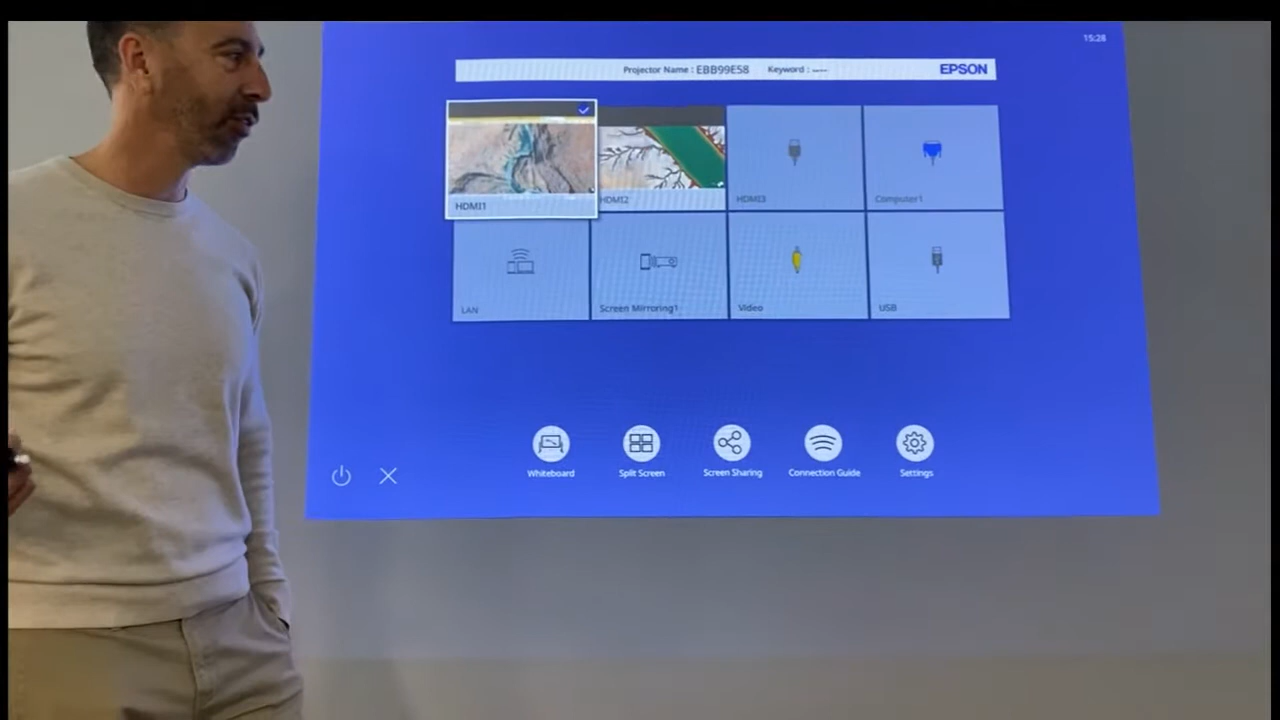 15:28
Projector Name : EBB99E58 Keyword : ---- EPSON
HDMI1 HDMI2 HDMI3 Computer1
LAN Screen Mirroring1 Video USB
Whiteboard Split Screen Screen Sharing Connection Guide Settings